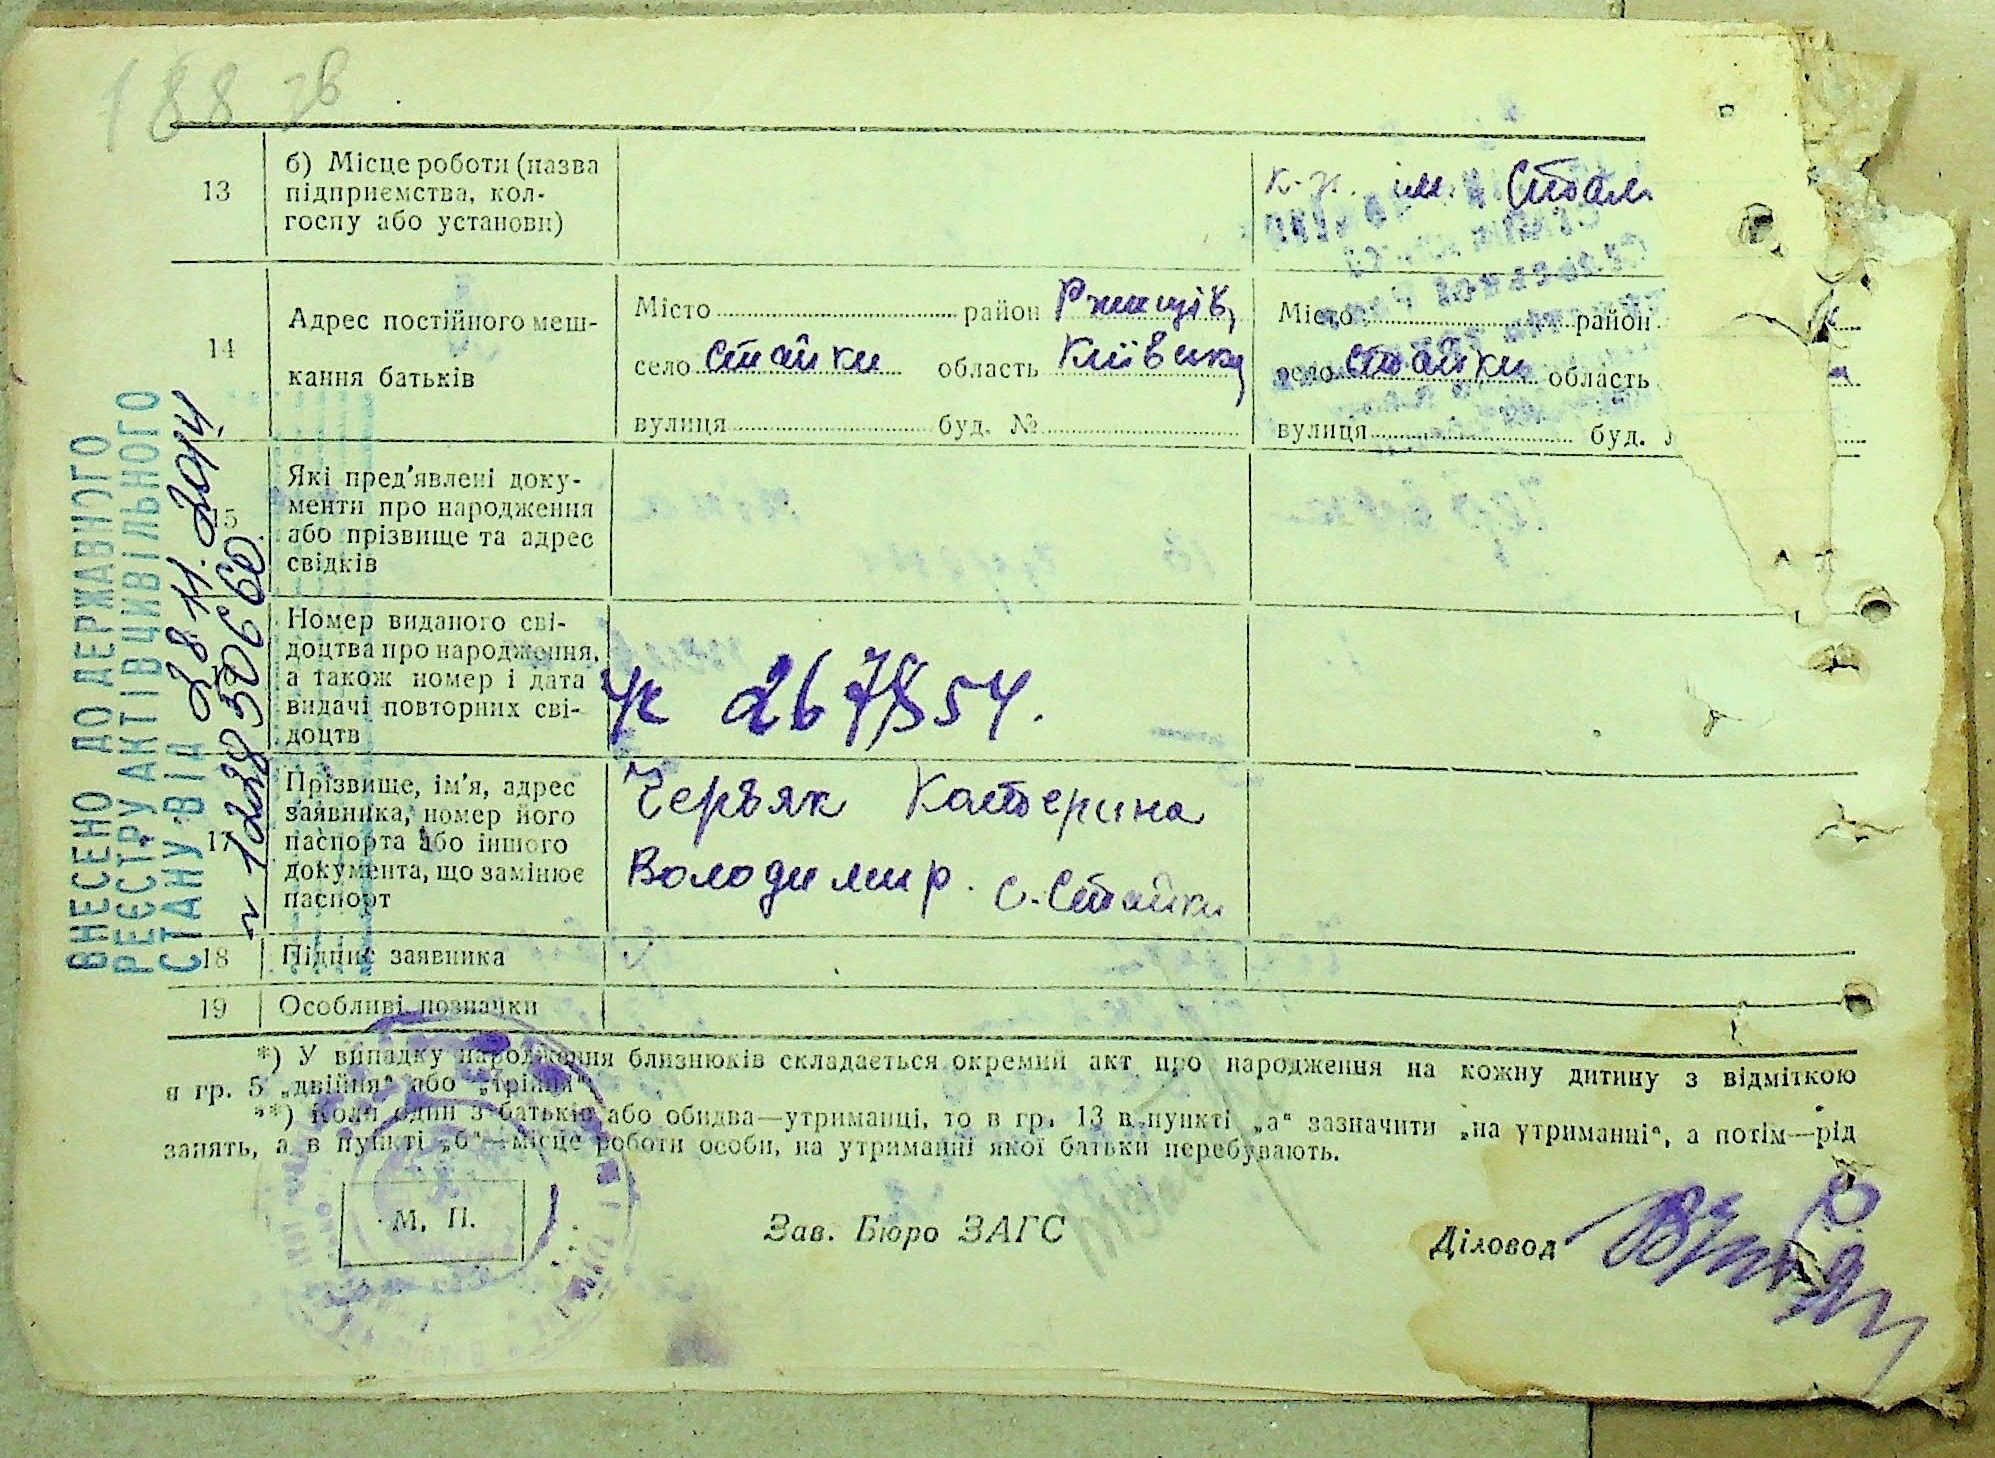 188 зв
13
б) Місце роботи (назва
підприємства, кол-
госпу або установи)
к-п. ім. Стал
14
Адрес постійного меш-
кання батьків
Місто район Ржищів,
село Стайки область Київськ
вулиця буд. №
Місто район
село Стайки область
вулиця буд.
15
Які пред'явлені доку-
менти про народження
або прізвище та адрес
свідків
Номер виданого сві-
доцтва про народження,
а також номер і дата
видачі повторних сві-
доцтв
УК 267854.
17
Прізвище, ім'я, адрес
заявника, номер його
паспорта або іншого
документа, що замінює
паспорт
Червяк Катерина
Володимир. с. Стайки
18
Підпис заявника
19
Особливі позначки
*) У випадку народження близнюків складається окремий акт про народження на кожну дитину з відміткою
я гр. 5 „двійня“ або „трійня“.
**) Коли один з батьків або обидва—утриманці, то в гр. 13 в пункті „а“ зазначити „на утриманні“, а потім—рід
занять, а в пункті „б“—місце роботи особи, на утриманні якої батьки перебувають.
М. П.
Зав. Бюро ЗАГС
Діловод
ВНЕСЕНО ДО ДЕРЖАВНОГО
РЕЄСТРУ АКТІВ ЦИВІЛЬНОГО
СТАНУ ВІД 28.11.